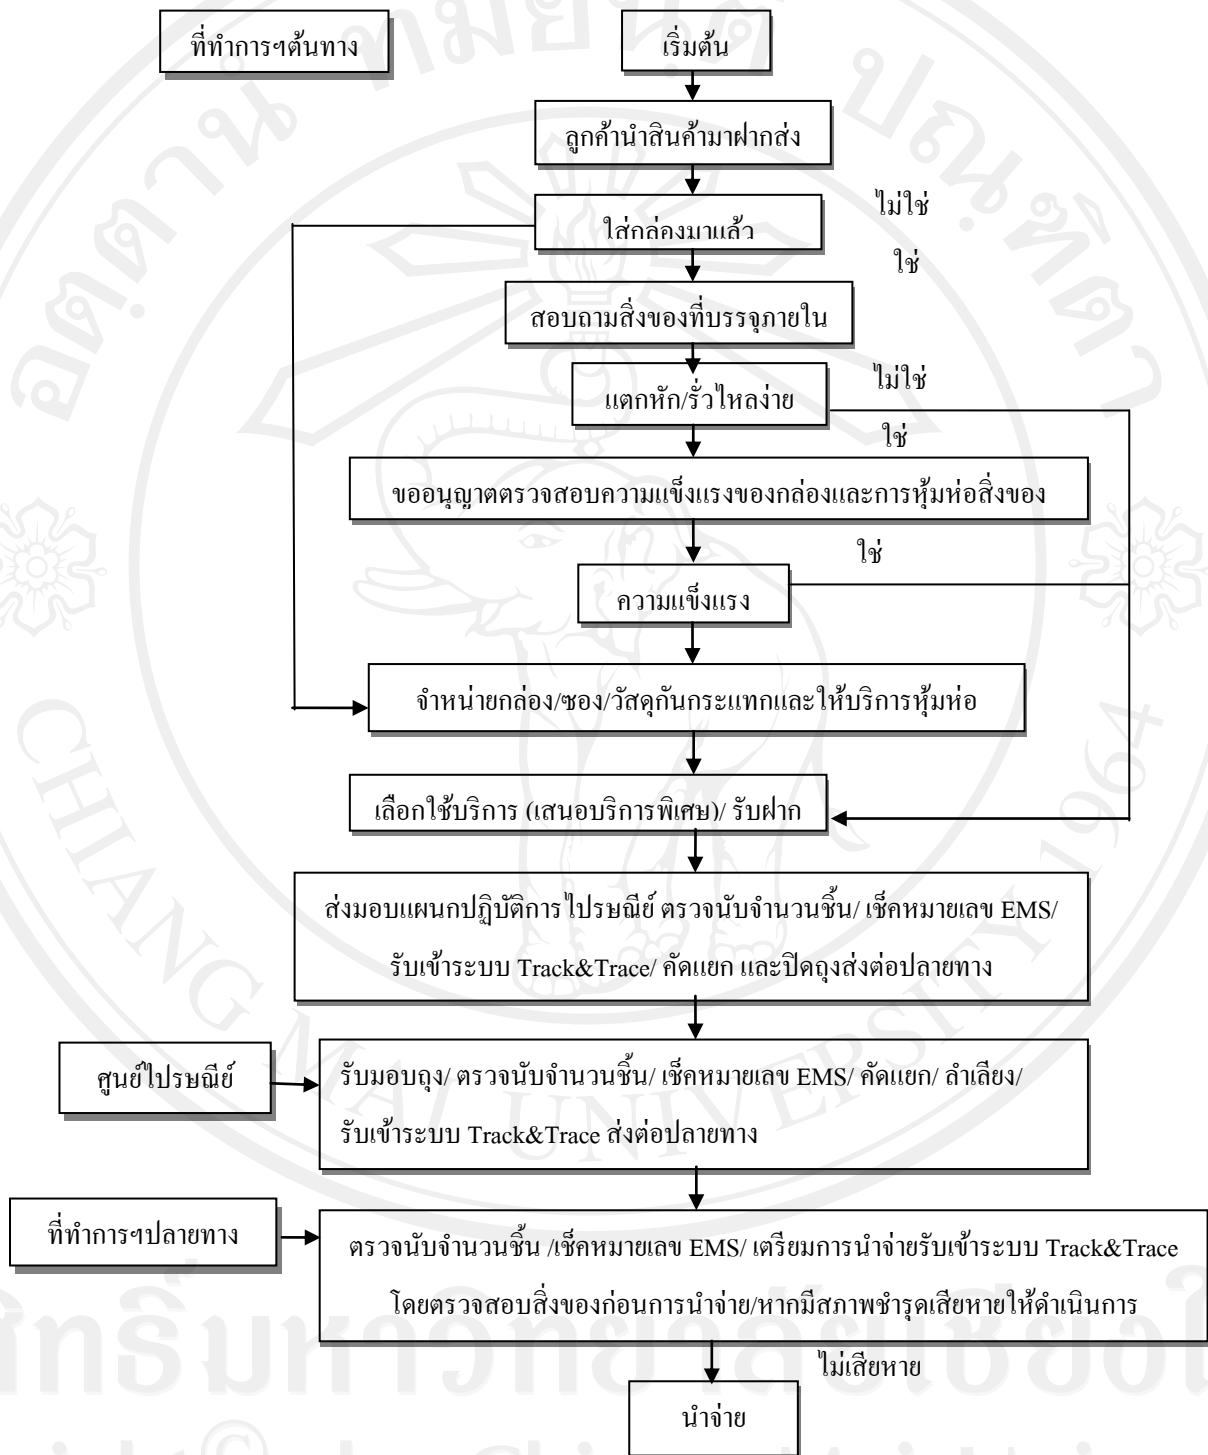 ที่ทำการฯต้นทาง
เริ่มต้น
ลูกค้านำสินค้ามาฝากส่ง
ไม่ใช่
ใส่กล่องมาแล้ว
ใช่
สอบถามสิ่งของที่บรรจุภายใน
ไม่ใช่
แตกหัก/รั่วไหลง่าย
ใช่
ขออนุญาตตรวจสอบความแข็งแรงของกล่องและการหุ้มห่อสิ่งของ
ใช่
ความแข็งแรง
จำหน่ายกล่อง/ซอง/วัสดุกันกระแทกและให้บริการหุ้มห่อ
เลือกใช้บริการ (เสนอบริการพิเศษ)/ รับฝาก
ส่งมอบแผนกปฏิบัติการไปรษณีย์ ตรวจนับจำนวนชิ้น/ เช็คหมายเลข EMS/
รับเข้าระบบ Track&Trace/ คัดแยก และปิดถุงส่งต่อปลายทาง
ศูนย์ไปรษณีย์
รับมอบถุง/ ตรวจนับจำนวนชิ้น/ เช็คหมายเลข EMS/ คัดแยก/ ลำเลียง/
รับเข้าระบบ Track&Trace ส่งต่อปลายทาง
ที่ทำการฯปลายทาง
ตรวจนับจำนวนชิ้น /เช็คหมายเลข EMS/ เตรียมการนำจ่ายรับเข้าระบบ Track&Trace
โดยตรวจสอบสิ่งของก่อนการนำจ่าย/หากมีสภาพชำรุดเสียหายให้ดำเนินการ
ไม่เสียหาย
นำจ่าย
CHIANG MAI UNIVERSITY 1964